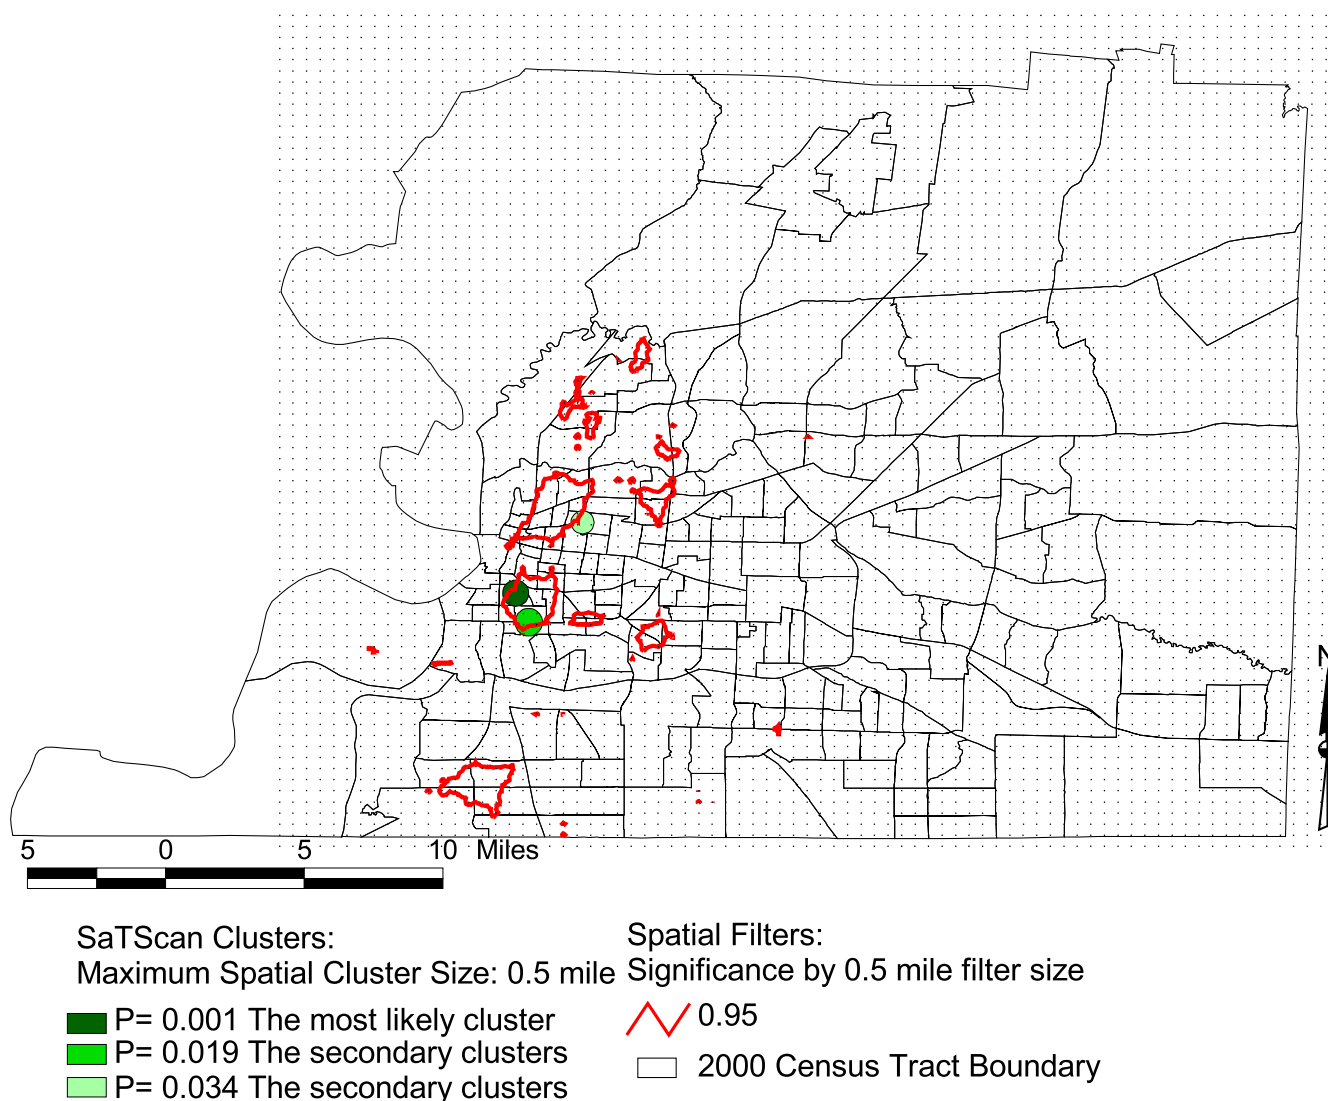 N
5 0 5 10 Miles
SaTScan Clusters:
Maximum Spatial Cluster Size: 0.5 mile
P= 0.001 The most likely cluster
P= 0.019 The secondary clusters
P= 0.034 The secondary clusters
Spatial Filters:
Significance by 0.5 mile filter size
0.95
2000 Census Tract Boundary